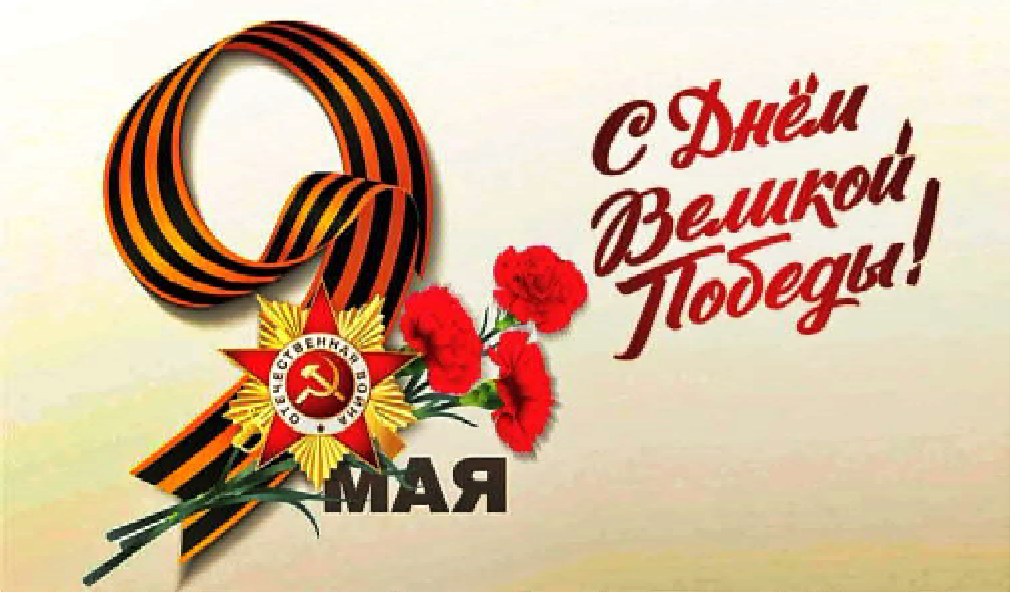 9
МАЯ
ОТЕЧЕСТВЕННАЯ ВОЙНА
С Днём
Великой
Победы!